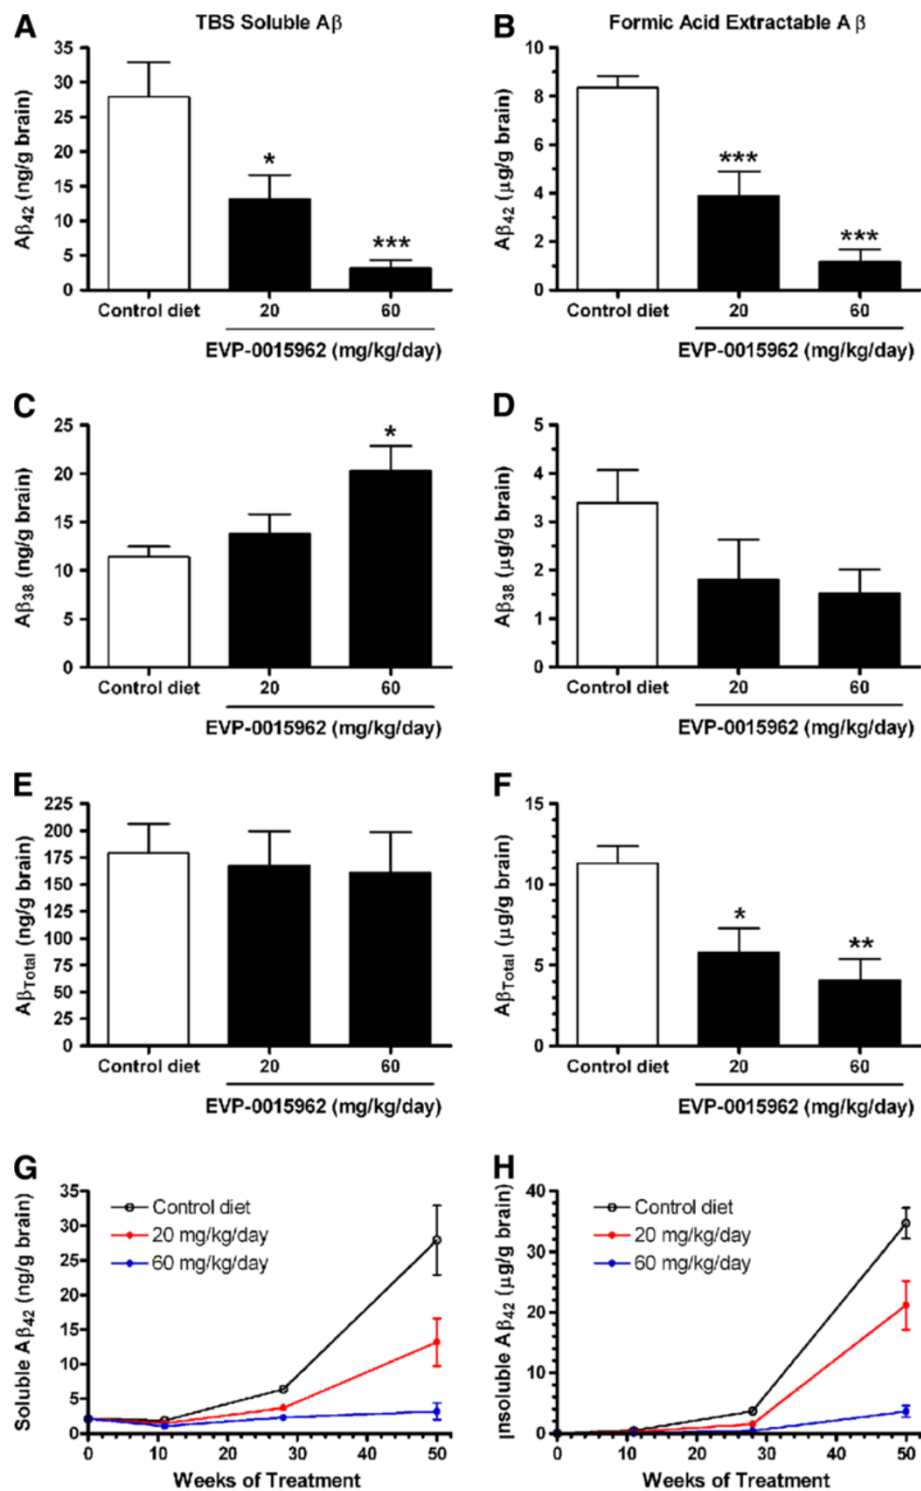 A TBS Soluble Aβ
Aβ42 (ng/g brain)
35
30
25
20
15
10
5
0
*
***
Control diet 20 60
EVP-0015962 (mg/kg/day)
B Formic Acid Extractable A β
Aβ42 (μg/g brain)
10
8
6
4
2
0
***
***
Control diet 20 60
EVP-0015962 (mg/kg/day)
C
Aβ38 (ng/g brain)
25
20
15
10
5
0
*
Control diet 20 60
EVP-0015962 (mg/kg/day)
D
Aβ38 (μg/g brain)
5
4
3
2
1
0
Control diet 20 60
EVP-0015962 (mg/kg/day)
E
AβTotal (ng/g brain)
225
200
175
150
125
100
75
50
25
0
Control diet 20 60
EVP-0015962 (mg/kg/day)
F
AβTotal (μg/g brain)
15
10
5
0
*
**
Control diet 20 60
EVP-0015962 (mg/kg/day)
G
Soluble Aβ42 (ng/g brain)
35
30
25
20
15
10
5
0
Control diet
20 mg/kg/day
60 mg/kg/day
0 10 20 30 40 50
Weeks of Treatment
H
Insoluble Aβ42 (μg/g brain)
40
30
20
10
0
Control diet
20 mg/kg/day
60 mg/kg/day
0 10 20 30 40 50
Weeks of Treatment